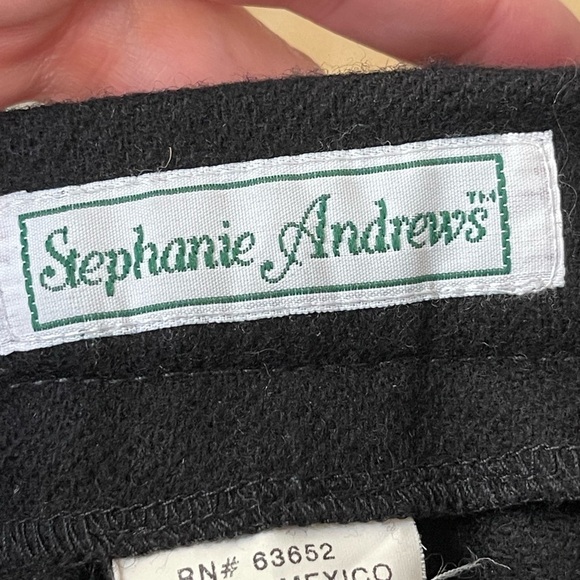 Stephanie Andrews™
RN# 63652
MEXICO